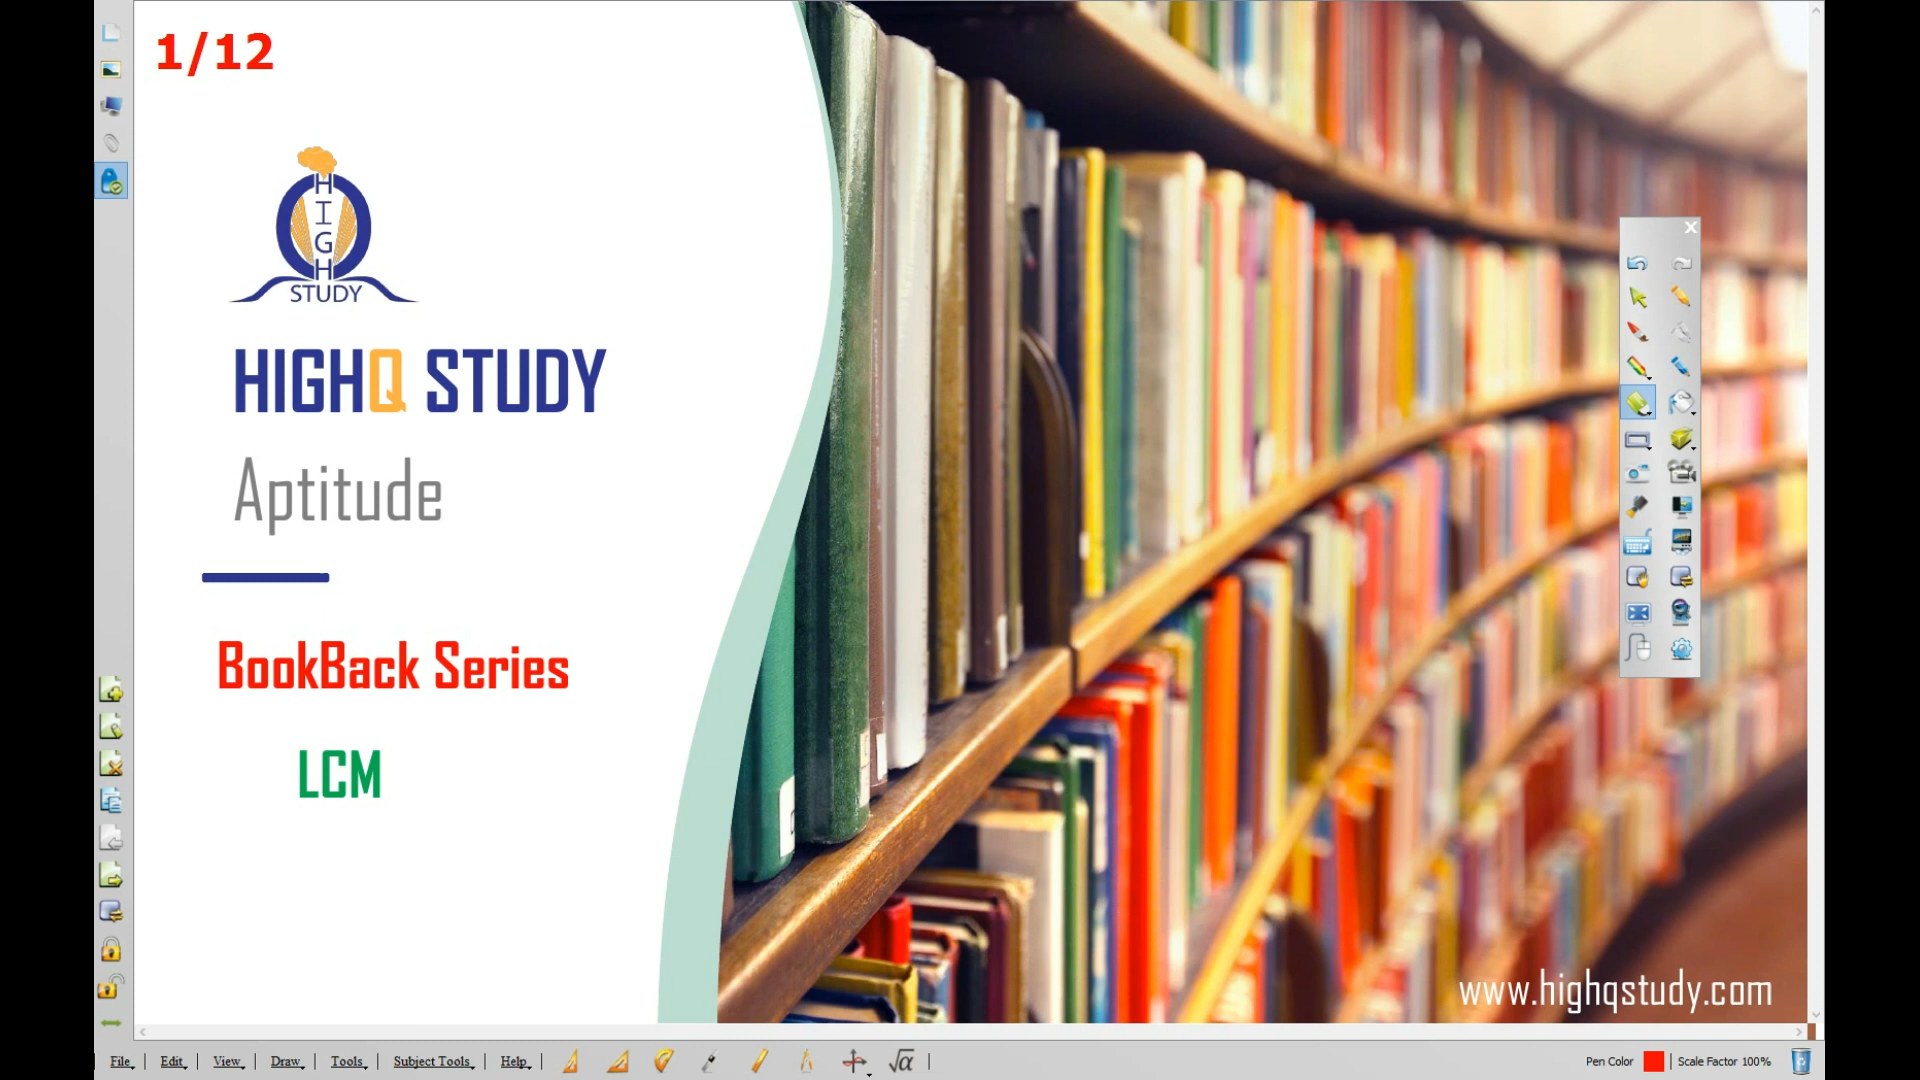 1/12
H
I
G
H
STUDY
HIGHQ STUDY
Aptitude
BookBack Series
LCM
www.highqstudy.com
File Edit View Draw Tools Subject Tools Help
√α
Pen Color
Scale Factor 100%